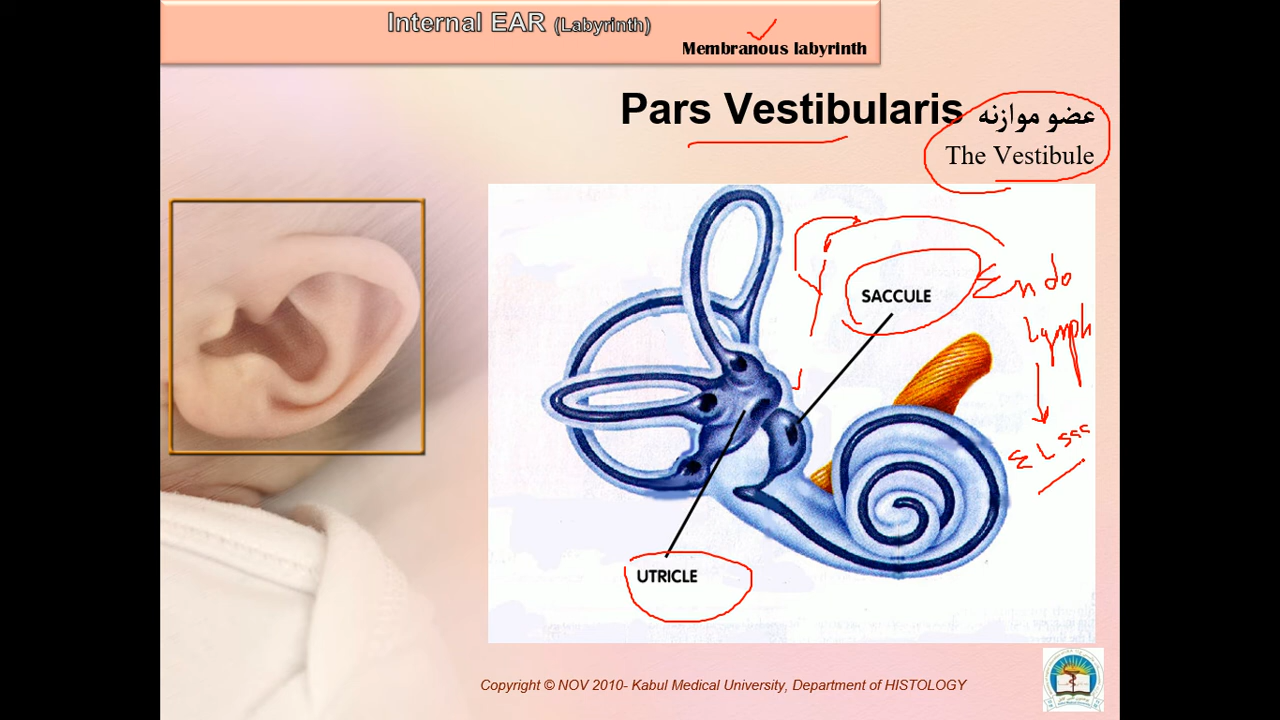 Internal EAR (Labyrinth)
Membranous labyrinth
Pars Vestibularis
عضو موازنه
The Vestibule
SACCULE
Endo
Lymph
UTRICLE
Copyright © NOV 2010- Kabul Medical University, Department of HISTOLOGY